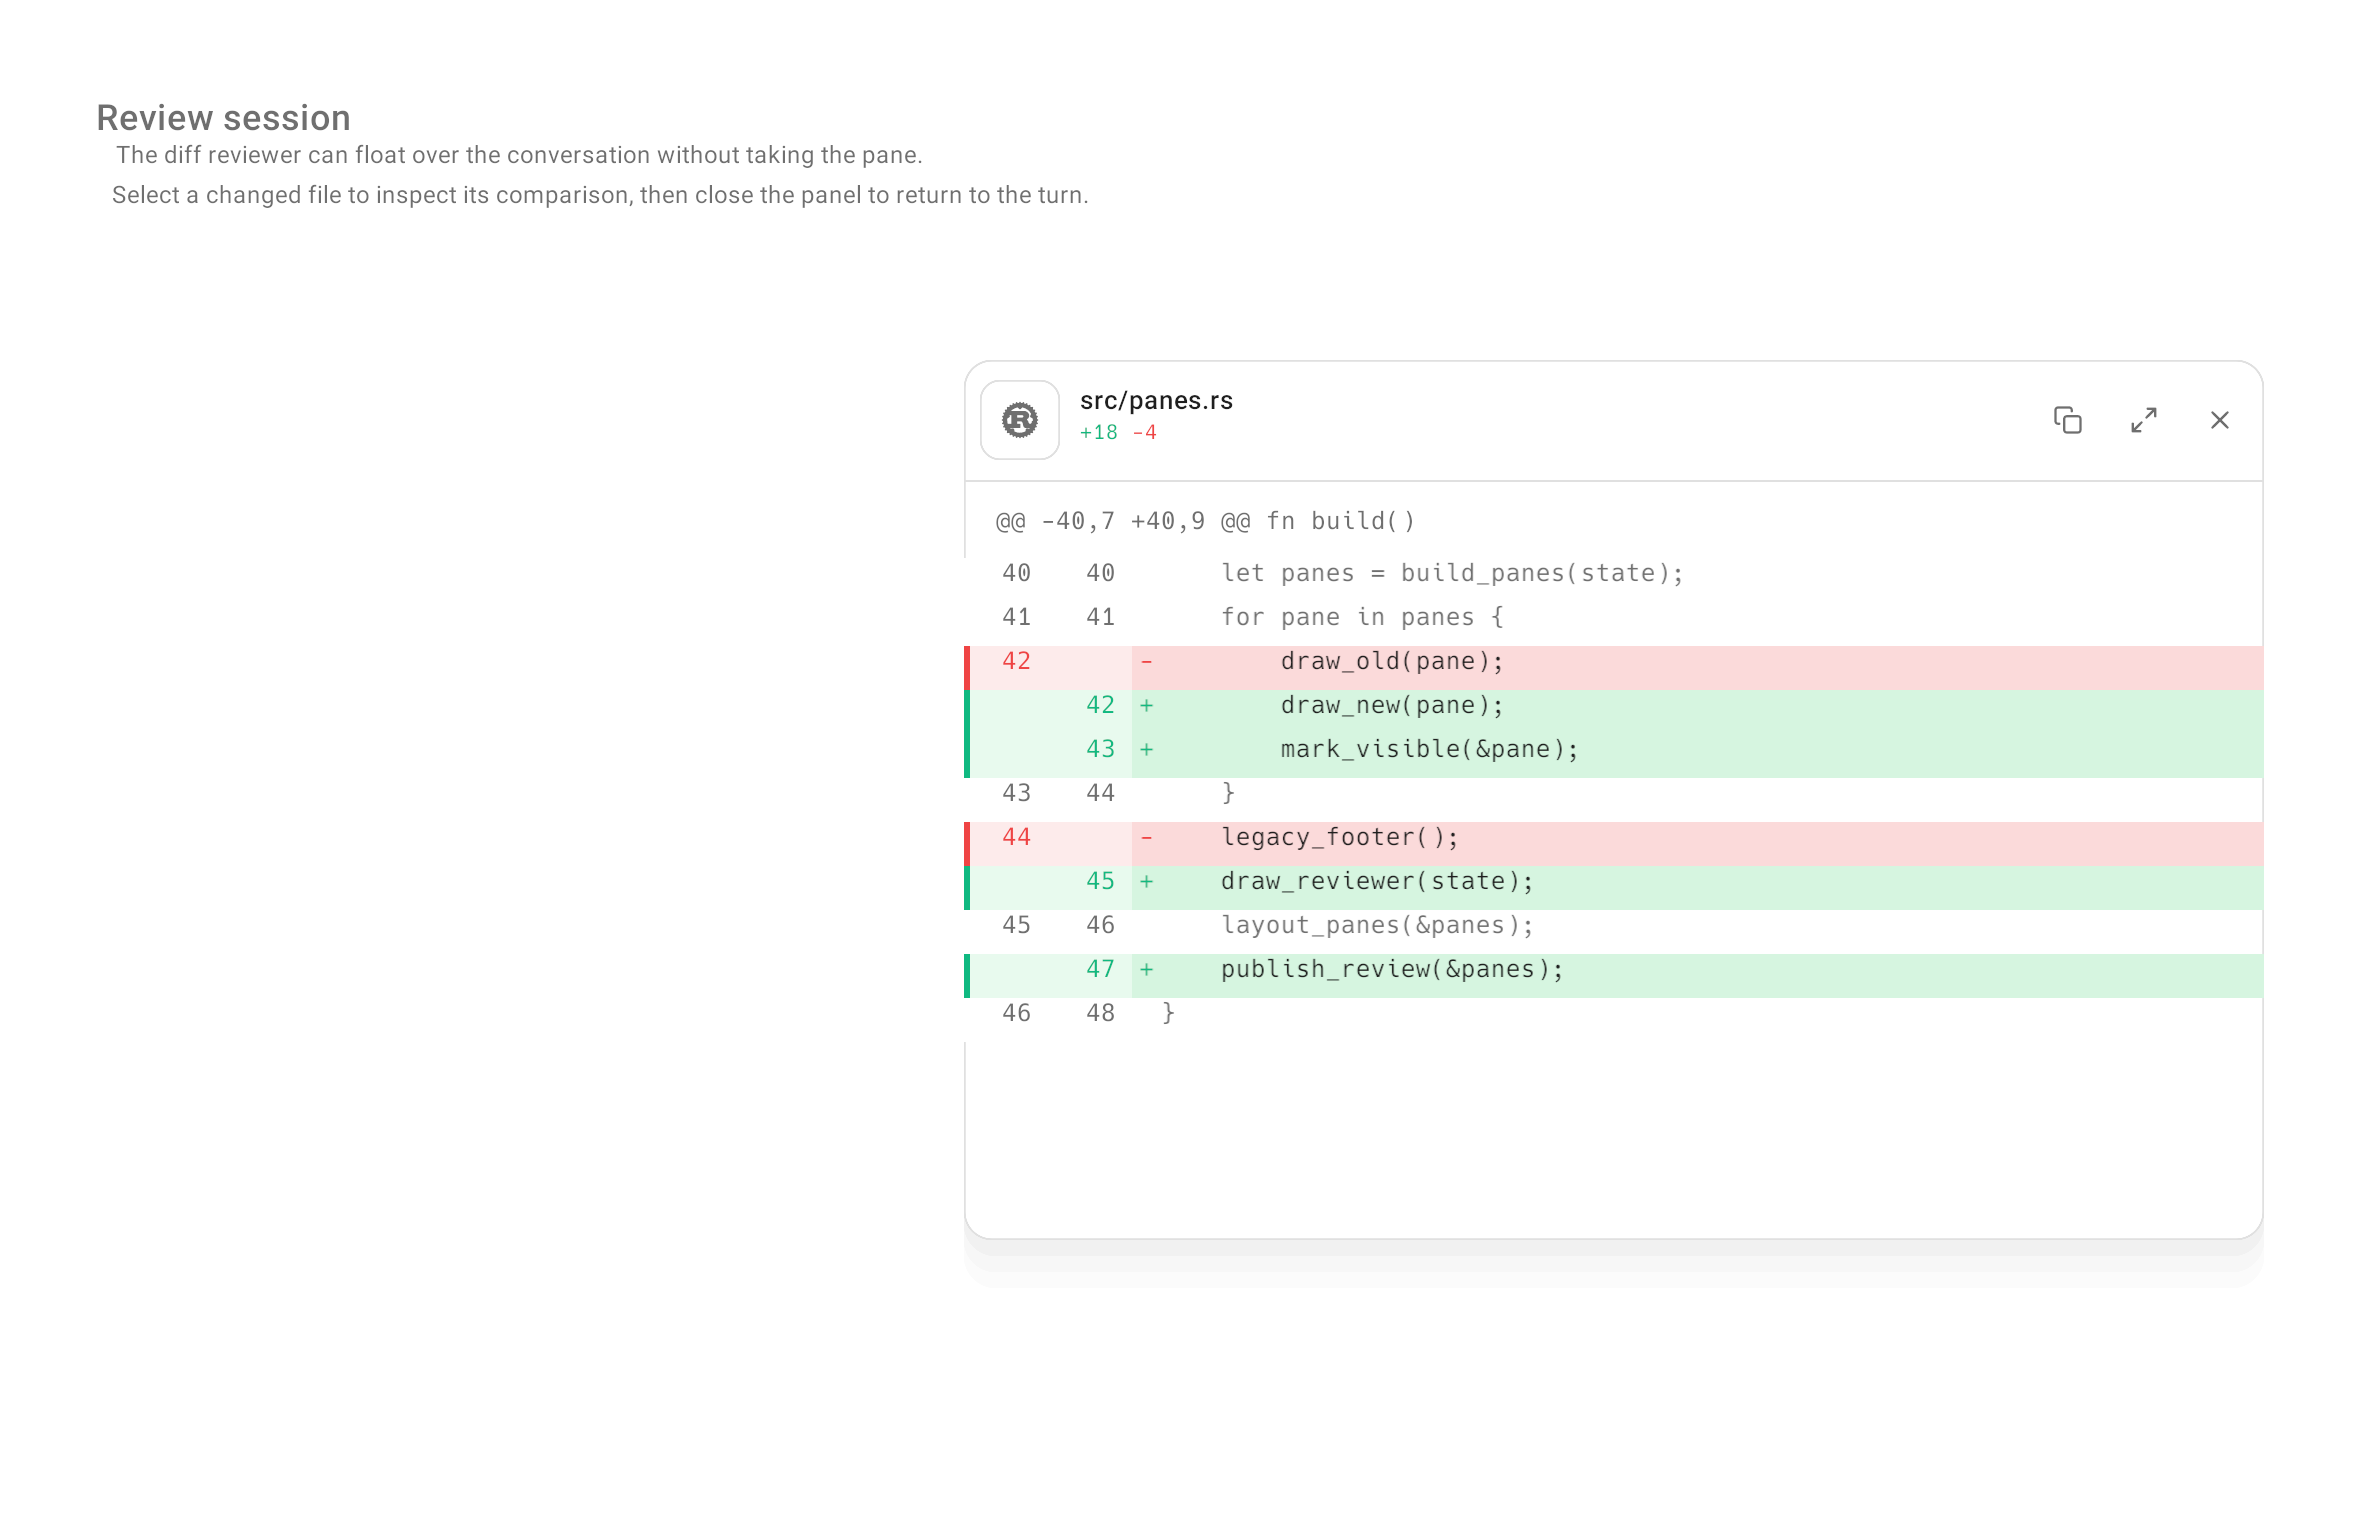 Review session
The diff reviewer can float over the conversation without taking the pane.
Select a changed file to inspect its comparison, then close the panel to return to the turn.
R
src/panes.rs
+18 -4
@@ -40,7 +40,9 @@ fn build()
40 40 let panes = build_panes(state);
41 41 for pane in panes {
42 - draw_old(pane);
42 + draw_new(pane);
43 + mark_visible(&pane);
43 44 }
44 - legacy_footer();
45 + draw_reviewer(state);
45 46 layout_panes(&panes);
47 + publish_review(&panes);
46 48 }